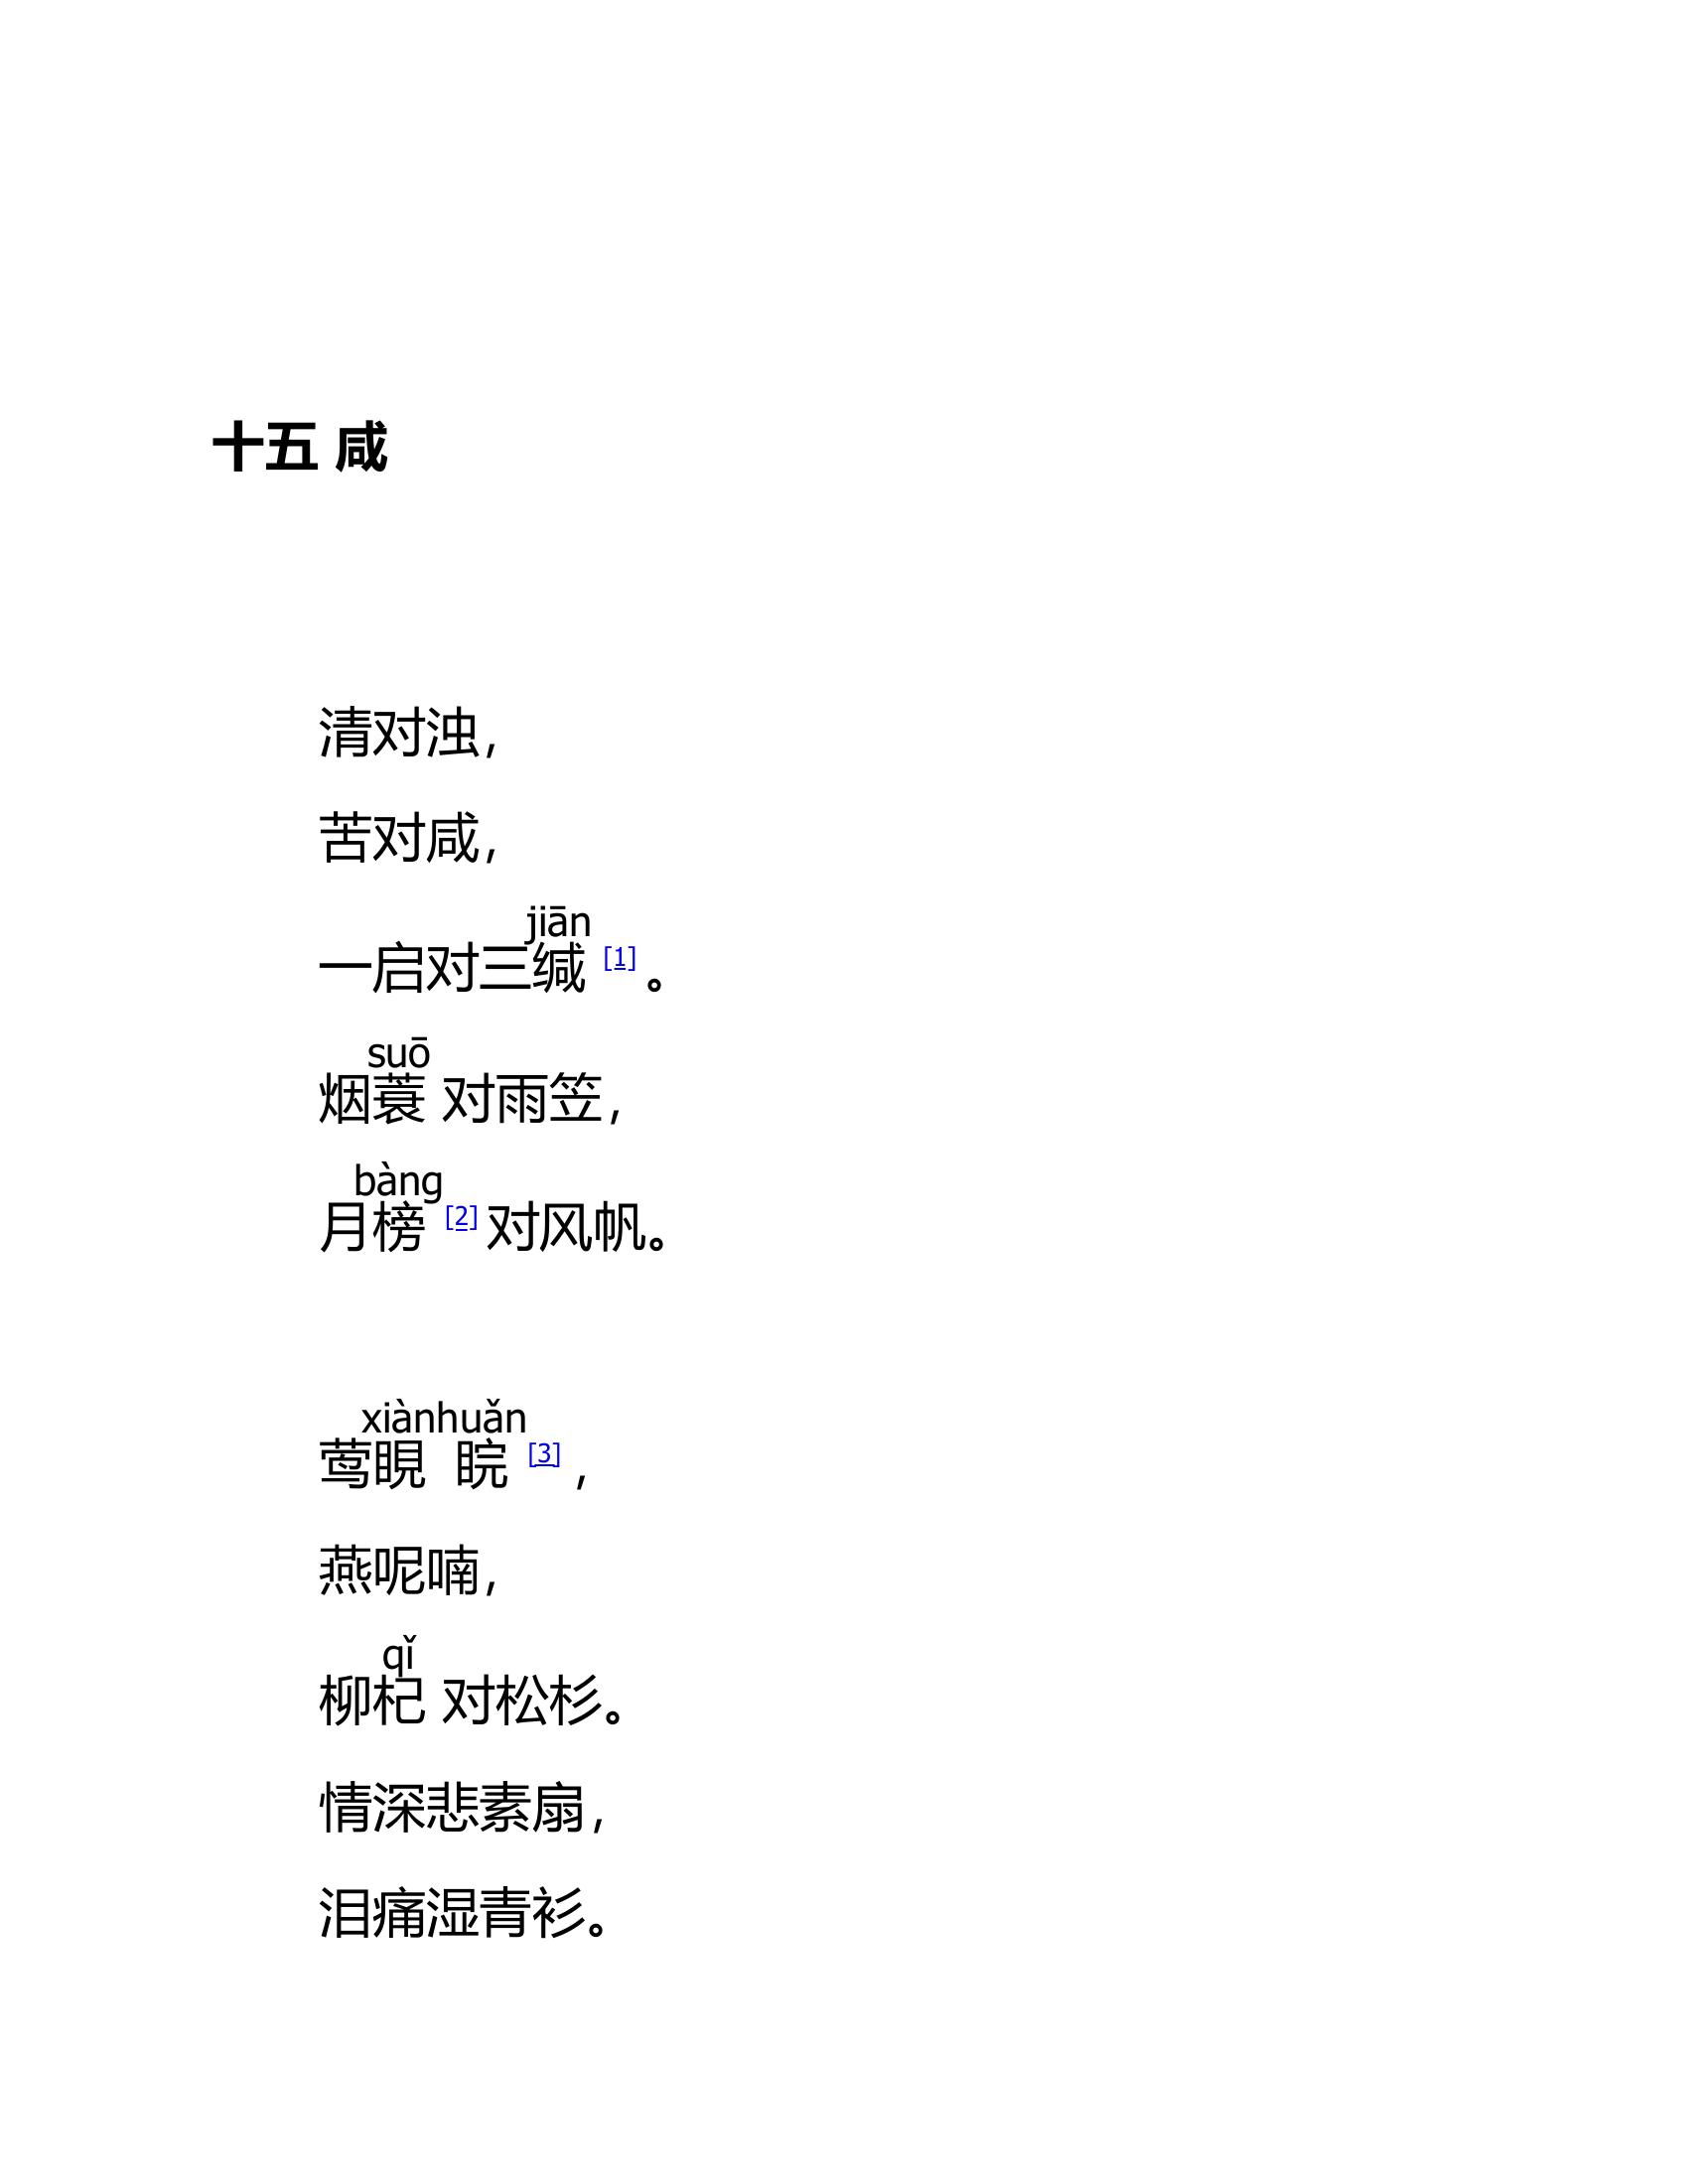 十五 咸
清对浊,
苦对咸,
jiān
一启对三缄 [1] 。
suō
烟蓑 对雨笠,
bàng
月榜 [2] 对风帆。
xiànhuǎn
莺睍 睆 [3] ,
燕呢喃,
qǐ
柳杞 对松杉。
情深悲素扇,
泪痛湿青衫。